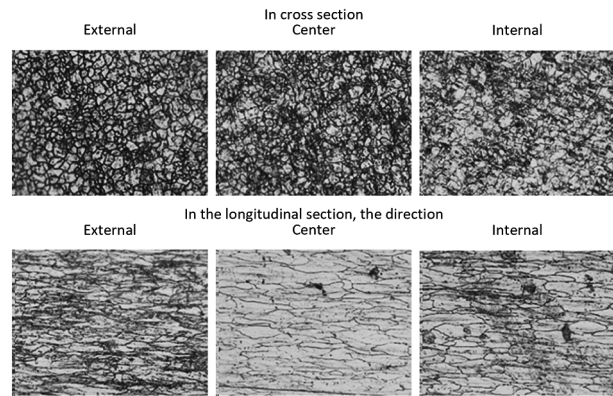 In cross section
External Center Internal
In the longitudinal section, the direction
External Center Internal